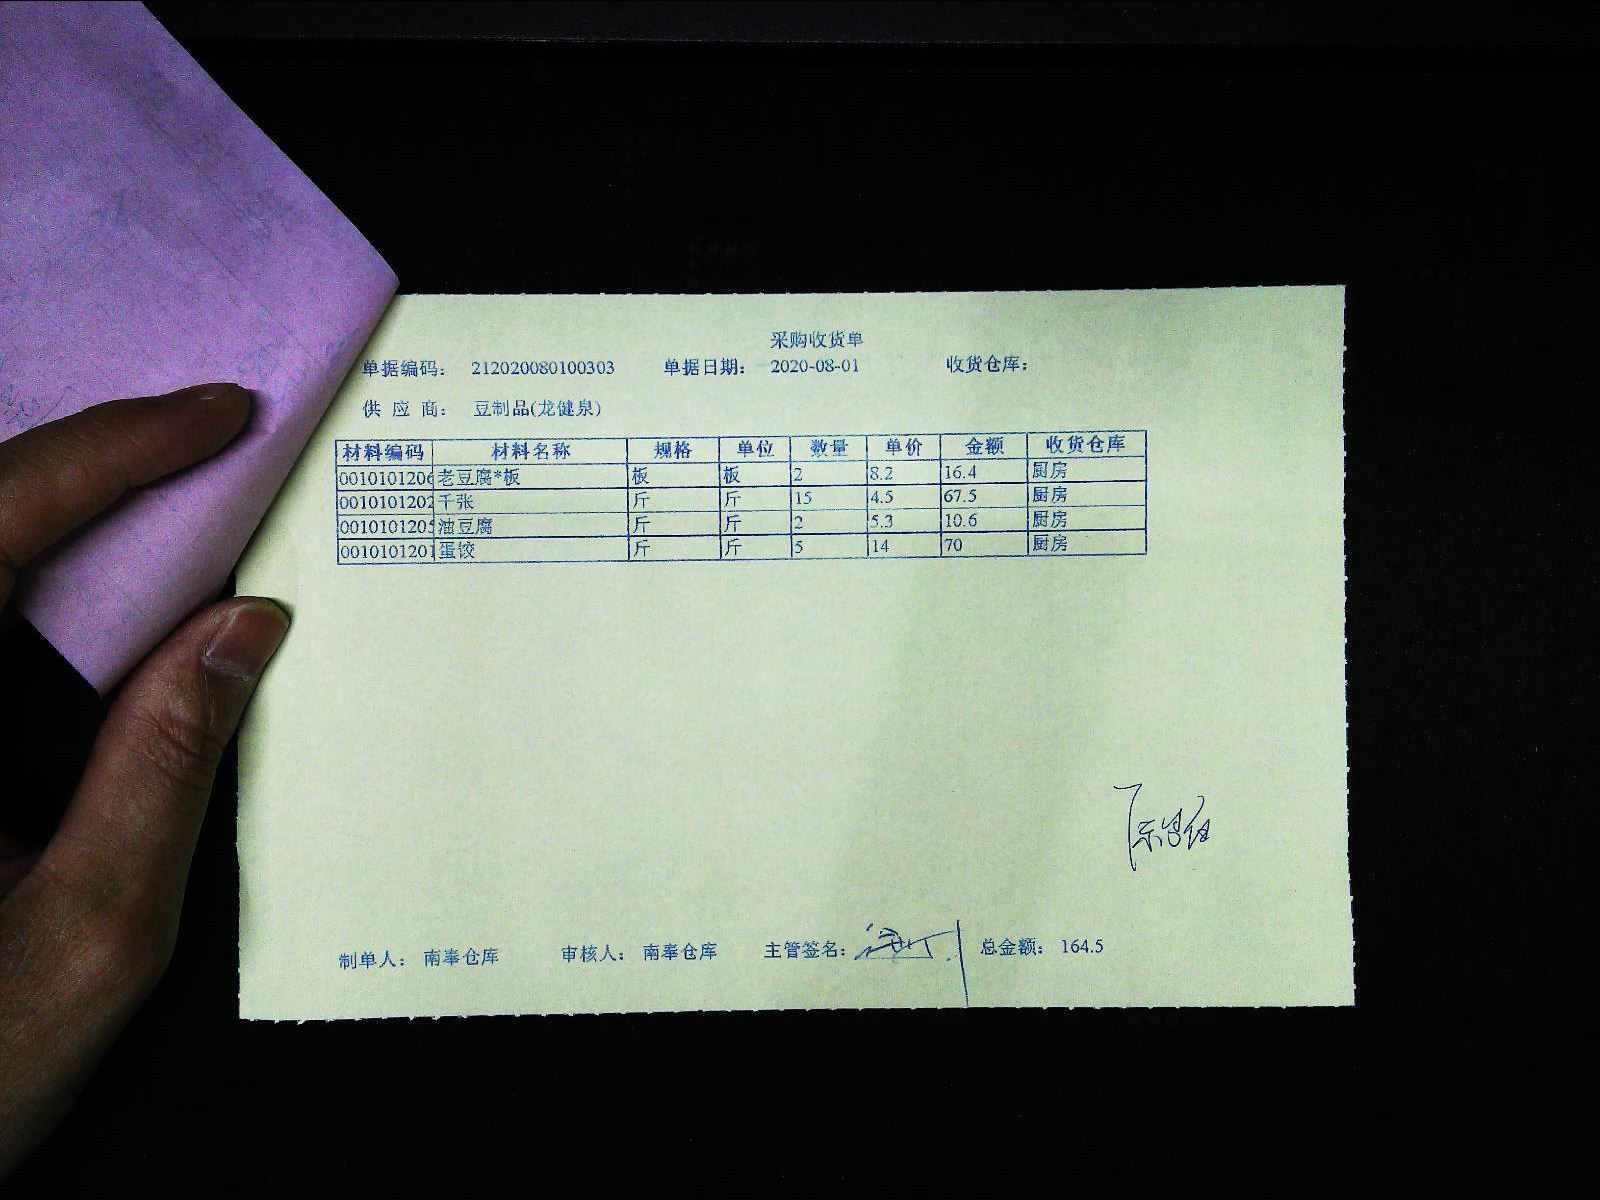 采购收货单
单据编码： 212020080100303 单据日期： 2020-08-01 收货仓库：
供 应 商： 豆制品(龙健泉)
材料编码 材料名称 规格 单位 数量 单价 金额 收货仓库
0010101206 老豆腐*板 板 板 2 8.2 16.4 厨房
0010101202 千张 斤 斤 15 4.5 67.5 厨房
0010101205 油豆腐 斤 斤 2 5.3 10.6 厨房
0010101201 蛋饺 斤 斤 5 14 70 厨房
制单人： 南奉仓库 审核人： 南奉仓库 主管签名： 总金额： 164.5